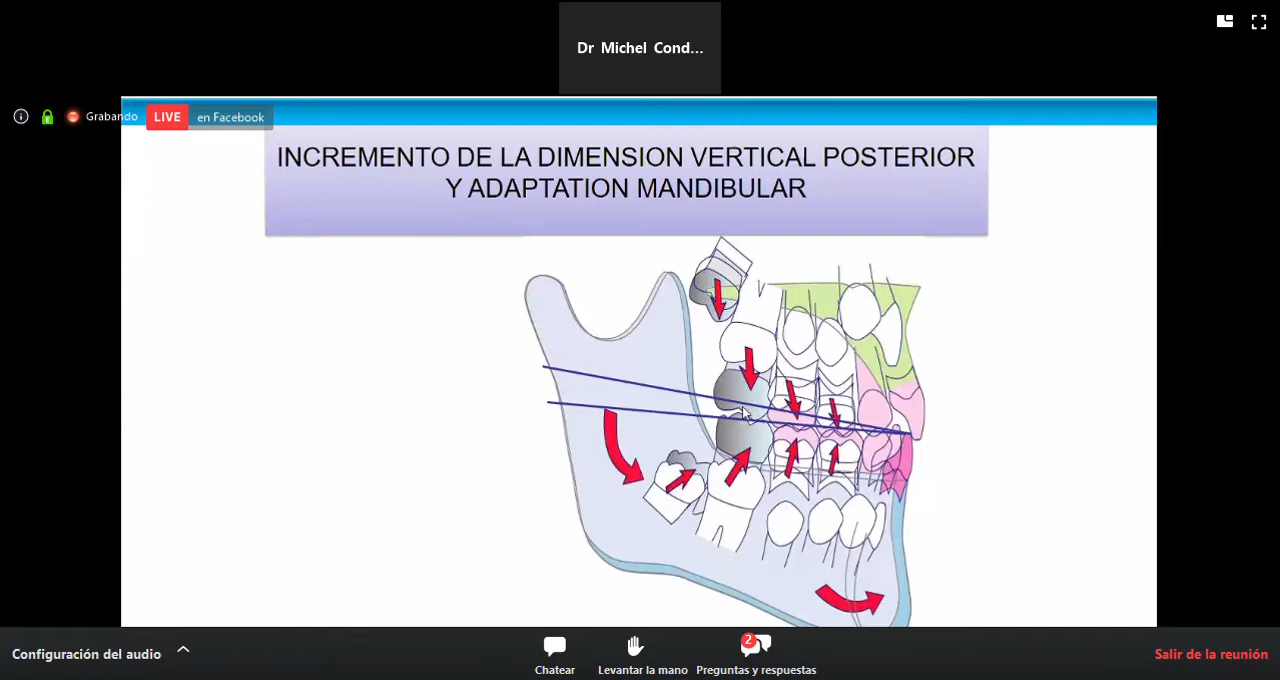 Dr Michel Cond...
Grabando
LIVE
en Facebook
INCREMENTO DE LA DIMENSION VERTICAL POSTERIOR
Y ADAPTATION MANDIBULAR
Configuración del audio
Chatear
Levantar la mano
2
Preguntas y respuestas
Salir de la reunión